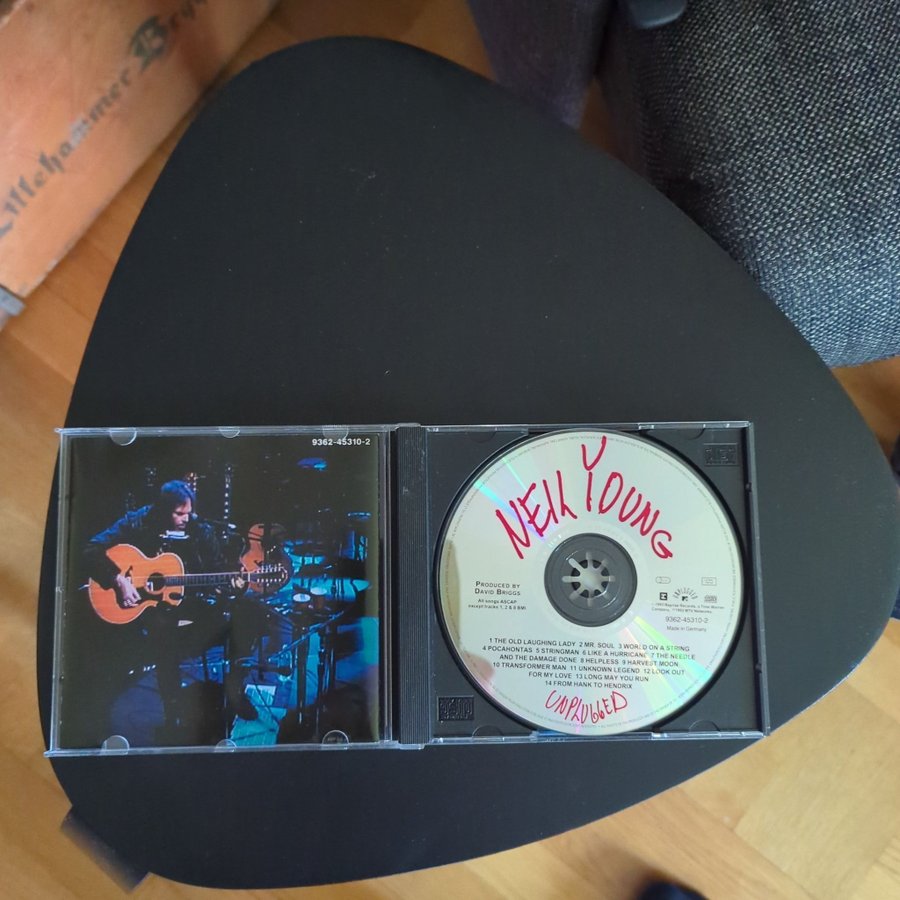 Lillehammer Bry
9362-45310-2
NEIL YOUNG
PRODUCED BY
DAVID BRIGGS
All songs ASCAP
except tracks 1, 2 & 6 BMI
UNPLUGGED
9362-45310-2
Made in Germany
1 THE OLD LAUGHING LADY 2 MR. SOUL 3 WORLD ON A STRING
4 POCAHONTAS 5 STRINGMAN 6 LIKE A HURRICANE 7 THE NEEDLE
AND THE DAMAGE DONE 8 HELPLESS 9 HARVEST MOON
10 TRANSFORMER MAN 11 UNKNOWN LEGEND 12 LOOK OUT
FOR MY LOVE 13 LONG MAY YOU RUN
14 FROM HANK TO HENDRIX
UNPLUGGED